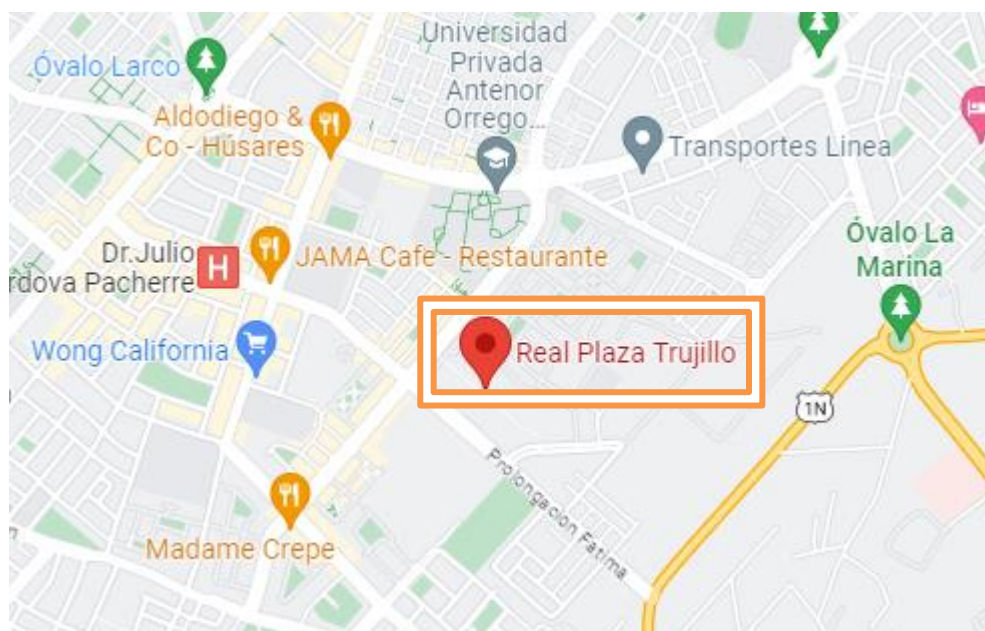 Universidad
Privada
Antenor
Orrego...
Óvalo Larco
Aldodiego &
Co - Húsares
Transportes Linea
Óvalo La
Marina
Dr.Julio
rdova Pacherre
H
JAMA Cafe - Restaurante
Wong California
Real Plaza Trujillo
1N
Prolongacion Fatima
Madame Crepe